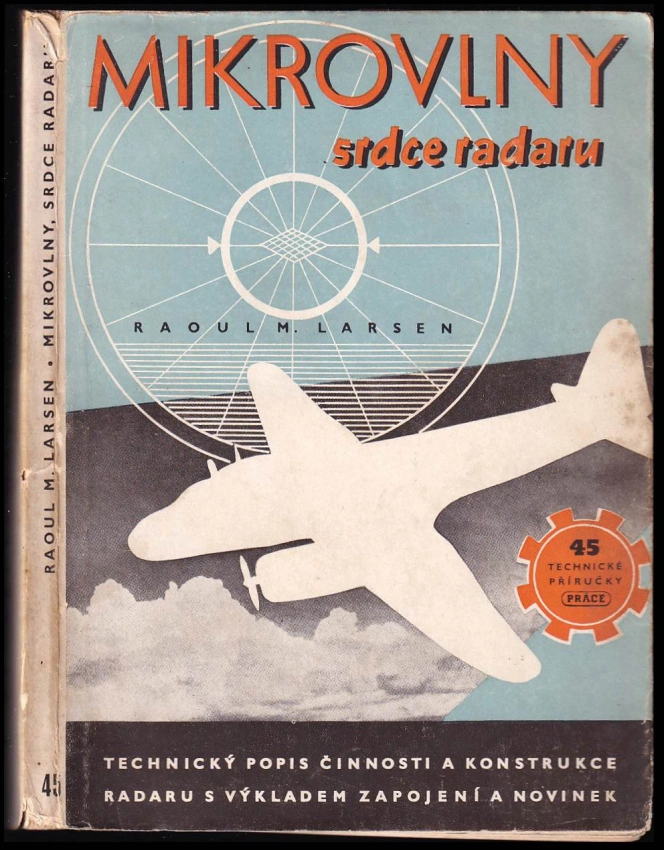 MIKROVLNY
srdce radaru
RAOUL M. LARSEN
45
TECHNICKÉ
PŘÍRUČKY
PRÁCE
TECHNICKÝ POPIS ČINNOSTI A KONSTRUKCE
RADARU S VÝKLADEM ZAPOJENÍ A NOVINEK
RAOUL M. LARSEN • MIKROVLNY, SRDCE RADARU
45